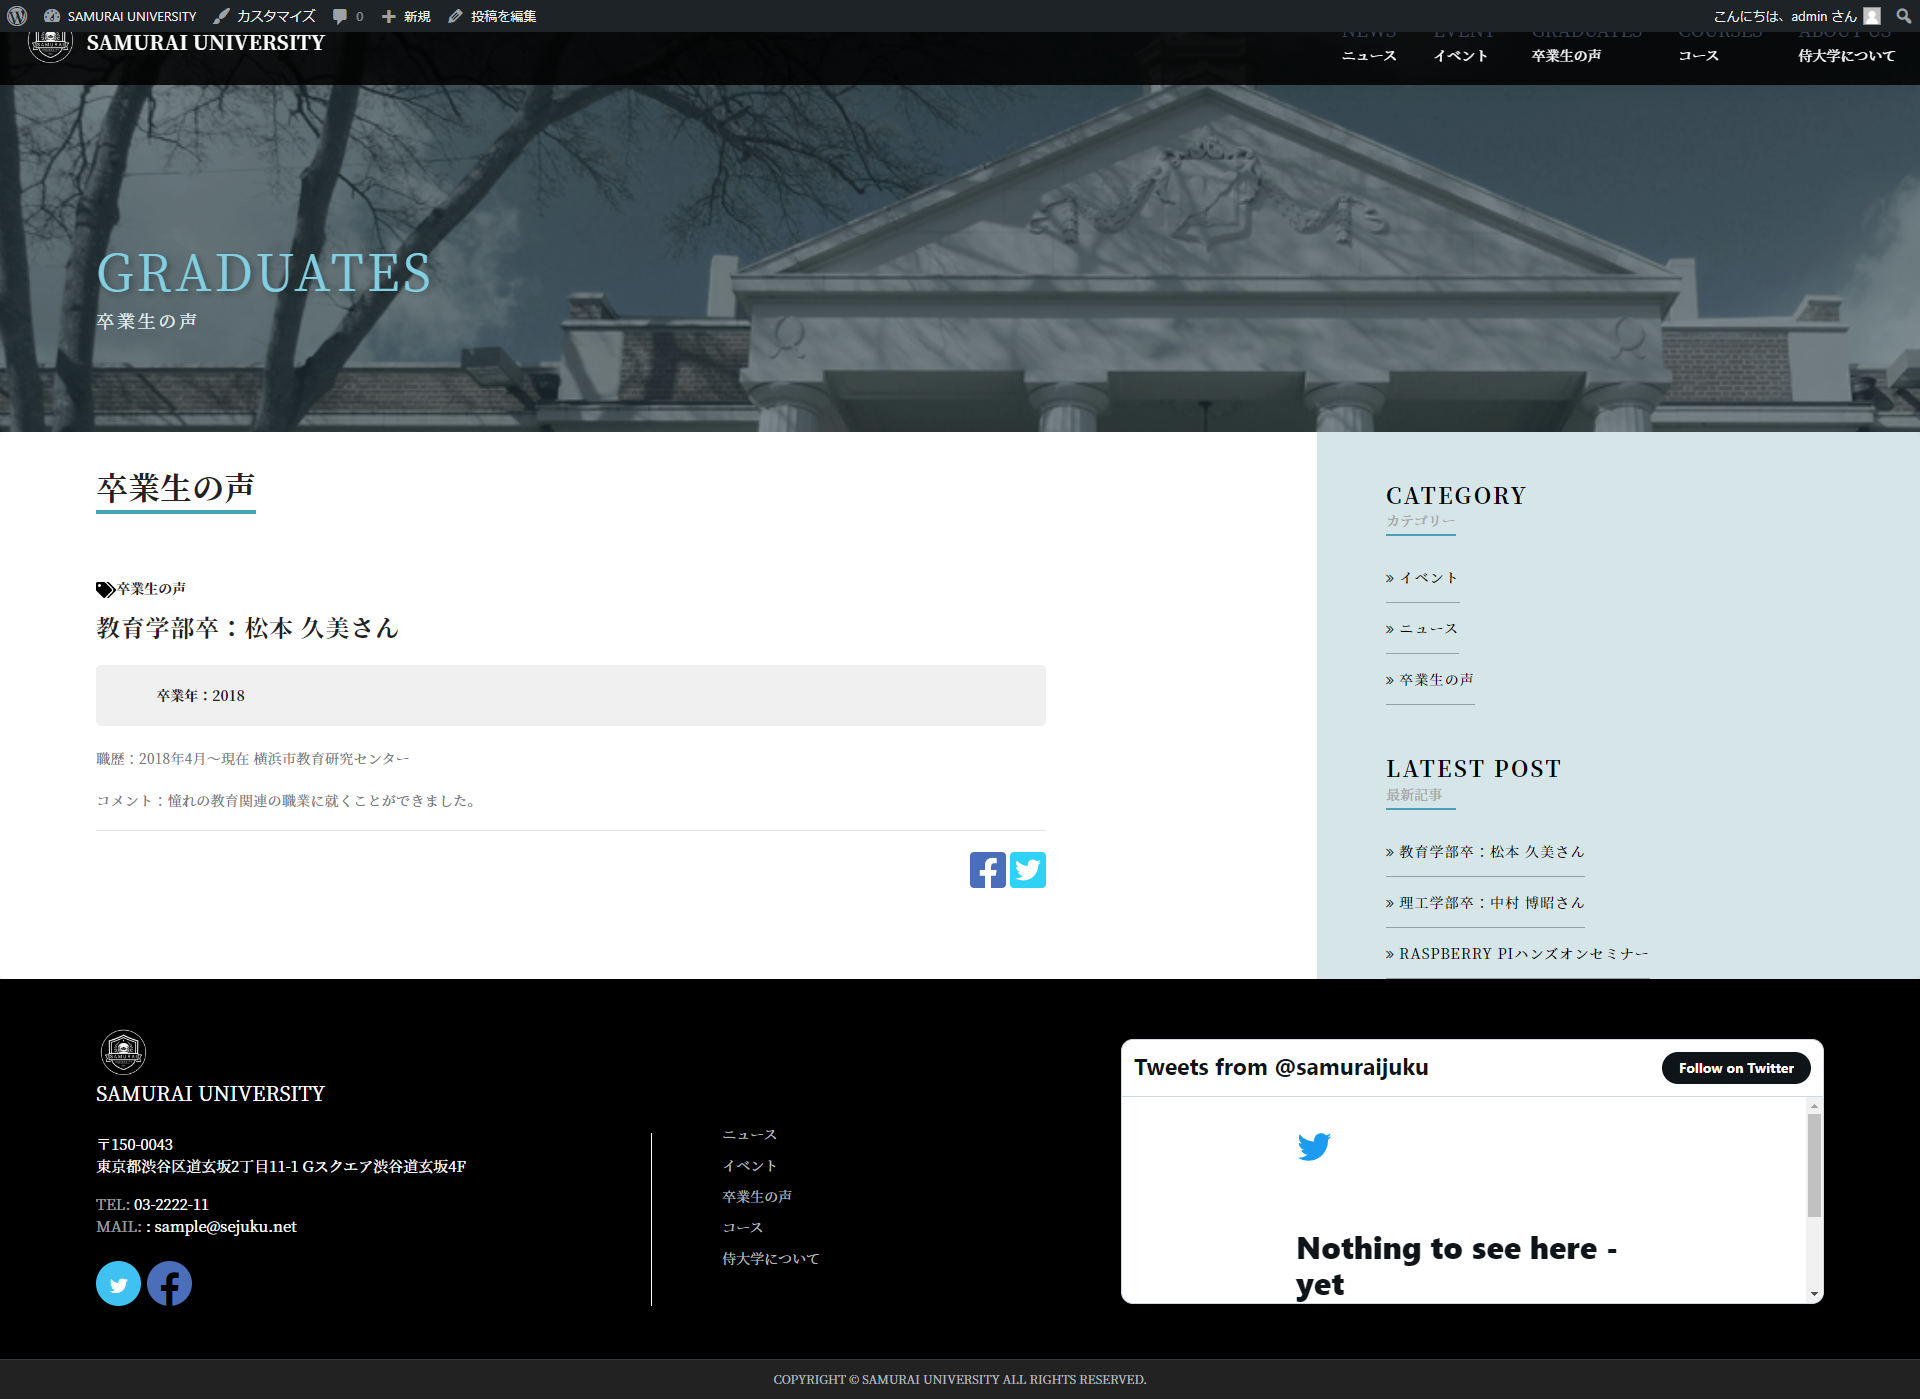 SAMURAI UNIVERSITY カスタマイズ 0 新規 投稿を編集 こんにちは、admin さん
SAMURAI UNIVERSITY
NEWS EVENT GRADUATES COURSES ABOUT US
ニュース イベント 卒業生の声 コース 侍大学について
GRADUATES
卒業生の声
卒業生の声
卒業生の声
教育学部卒：松本 久美さん
卒業年：2018
職歴：2018年4月〜現在 横浜市教育研究センター
コメント：憧れの教育関連の職業に就くことができました。
CATEGORY
カテゴリー
» イベント
» ニュース
» 卒業生の声
LATEST POST
最新記事
» 教育学部卒：松本 久美さん
» 理工学部卒：中村 博昭さん
» RASPBERRY PIハンズオンセミナー
SAMURAI
SAMURAI UNIVERSITY
〒150-0043
東京都渋谷区道玄坂2丁目11-1 Gスクエア渋谷道玄坂4F
TEL: 03-2222-11
MAIL: : sample@sejuku.net
ニュース
イベント
卒業生の声
コース
侍大学について
Tweets from @samuraijuku
Follow on Twitter
Nothing to see here -
yet
COPYRIGHT © SAMURAI UNIVERSITY ALL RIGHTS RESERVED.